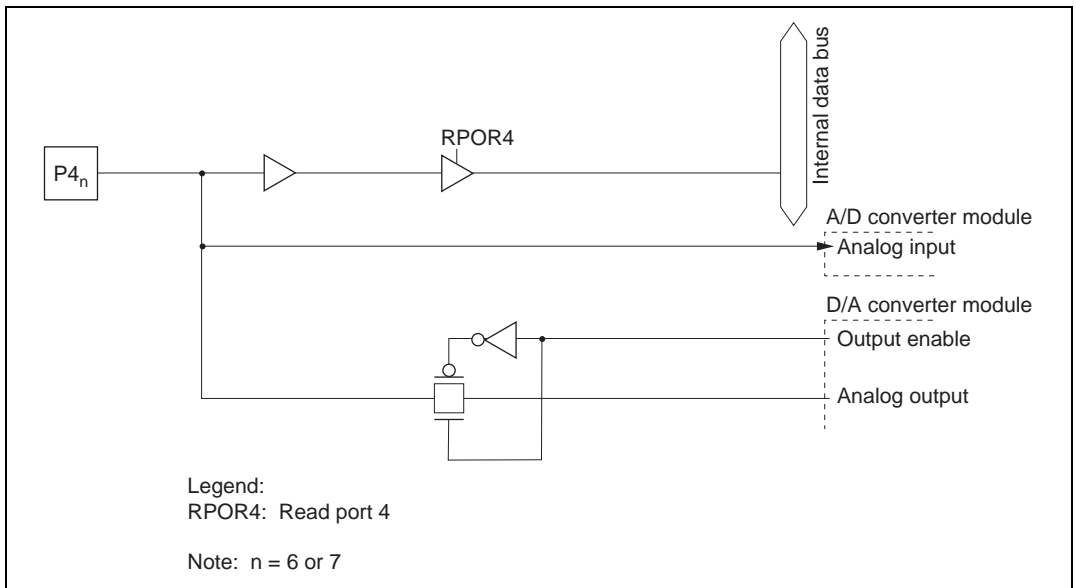 Internal data bus
RPOR4
P4n
A/D converter module
Analog input
D/A converter module
Output enable
Analog output
Legend:
RPOR4: Read port 4
Note: n = 6 or 7